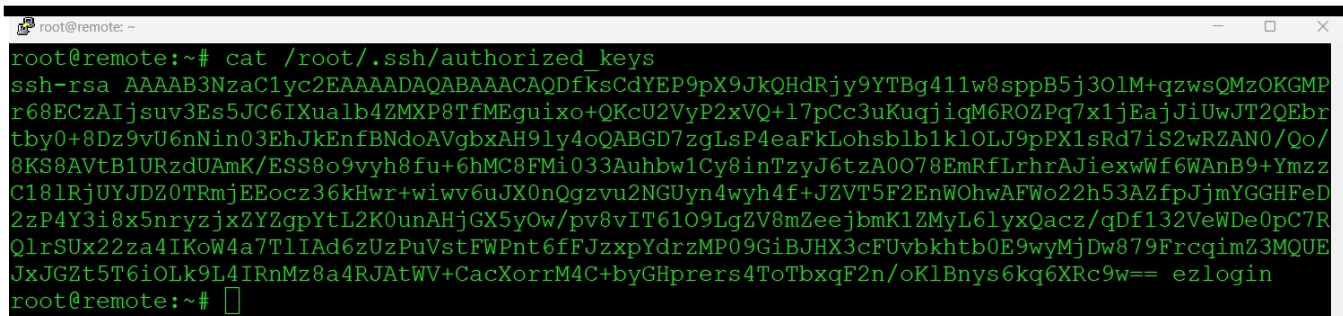 root@remote: ~
root@remote:~# cat /root/.ssh/authorized_keys
ssh-rsa AAAAB3NzaC1yc2EAAAADAQABAAACAQDfksCdYEP9pX9JkQHdRjy9YTBg411w8sppB5j3OlM+qzwsQMzOKGMP
r68ECzAIjsuv3Es5JC6IXualb4ZMXP8TfMEguixo+QKcU2VyP2xVQ+l7pCc3uKuqjiqM6ROZPq7x1jEajJiUwJT2QEbr
tby0+8Dz9vU6nNin03EhJkEnfBNdoAVgbxAH9ly4oQABGD7zgLsP4eaFkLohsblb1klOLJ9pPX1sRd7iS2wRZAN0/Qo/
8KS8AVtB1URzdUAmK/ESS8o9vyh8fu+6hMC8FMi033Auhbw1Cy8inTzyJ6tzA0O78EmRfLrhrAJiexwWf6WAnB9+Ymzz
C18lRjUYJDZ0TRmjEEocz36kHwr+wiwv6uJX0nQgzvu2NGUyn4wyh4f+JZVT5F2EnWOhwAFWo22h53AZfpJjmYGGHFeD
2zP4Y3i8x5nryzjxZYZgpYtL2K0unAHjGX5yOw/pv8vIT61O9LgZV8mZeejbmK1ZMyL6lyxQacz/qDf132VeWDe0pC7R
QlrSUx22za4IKoW4a7TlIAd6zUzPuVstFWPnt6fFJzxpYdrzMP09GiBJHX3cFUvbkhtb0E9wyMjDw879FrcqimZ3MQUE
JxJGZt5T6iOLk9L4IRnMz8a4RJAtWV+CacXorrM4C+byGHprers4ToTbxqF2n/oKlBnys6kq6XRc9w== ezlogin
root@remote:~#